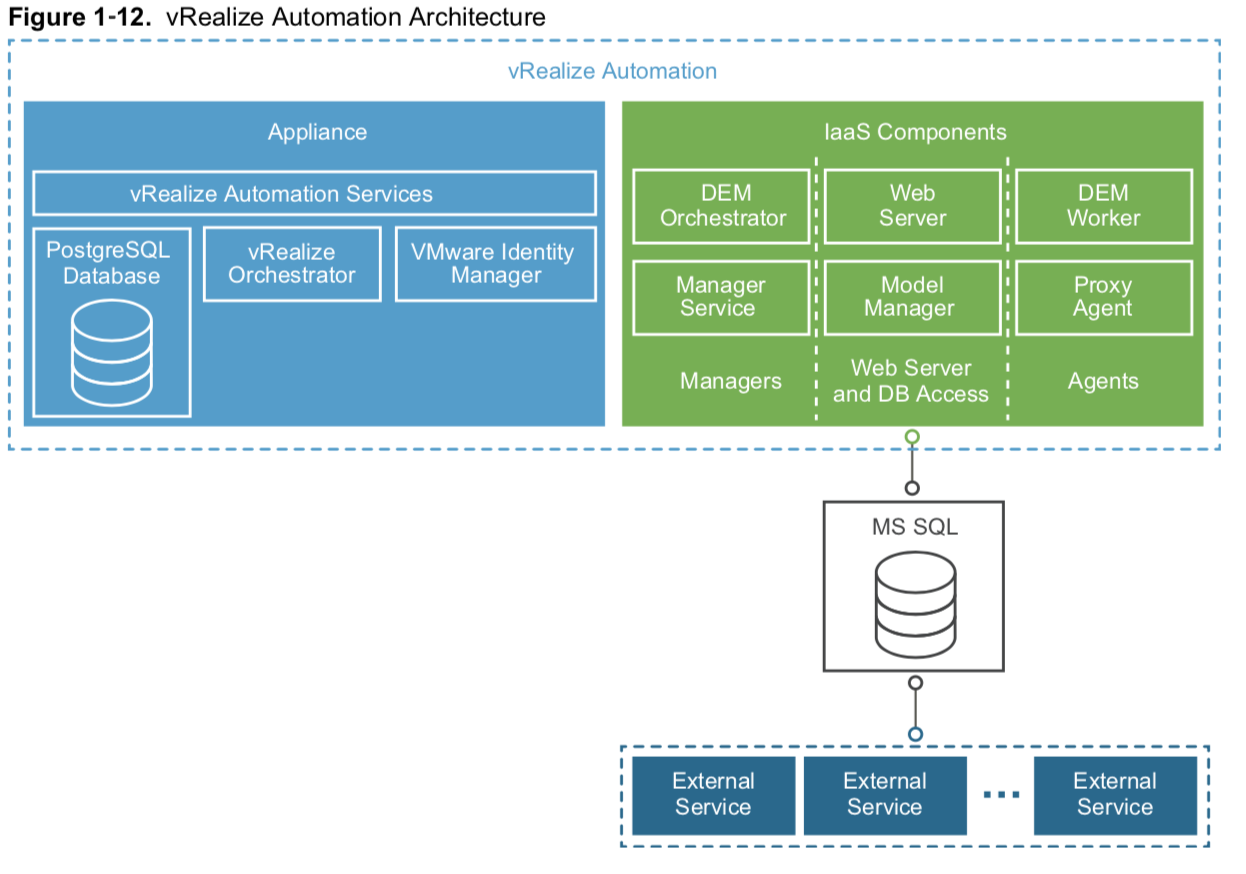 Figure 1-12. vRealize Automation Architecture
vRealize Automation
Appliance
vRealize Automation Services
PostgreSQL
Database
vRealize
Orchestrator
VMware Identity
Manager
IaaS Components
DEM
Orchestrator
Web
Server
DEM
Worker
Manager
Service
Model
Manager
Proxy
Agent
Managers
Web Server
and DB Access
Agents
MS SQL
External
Service
External
Service
External
Service